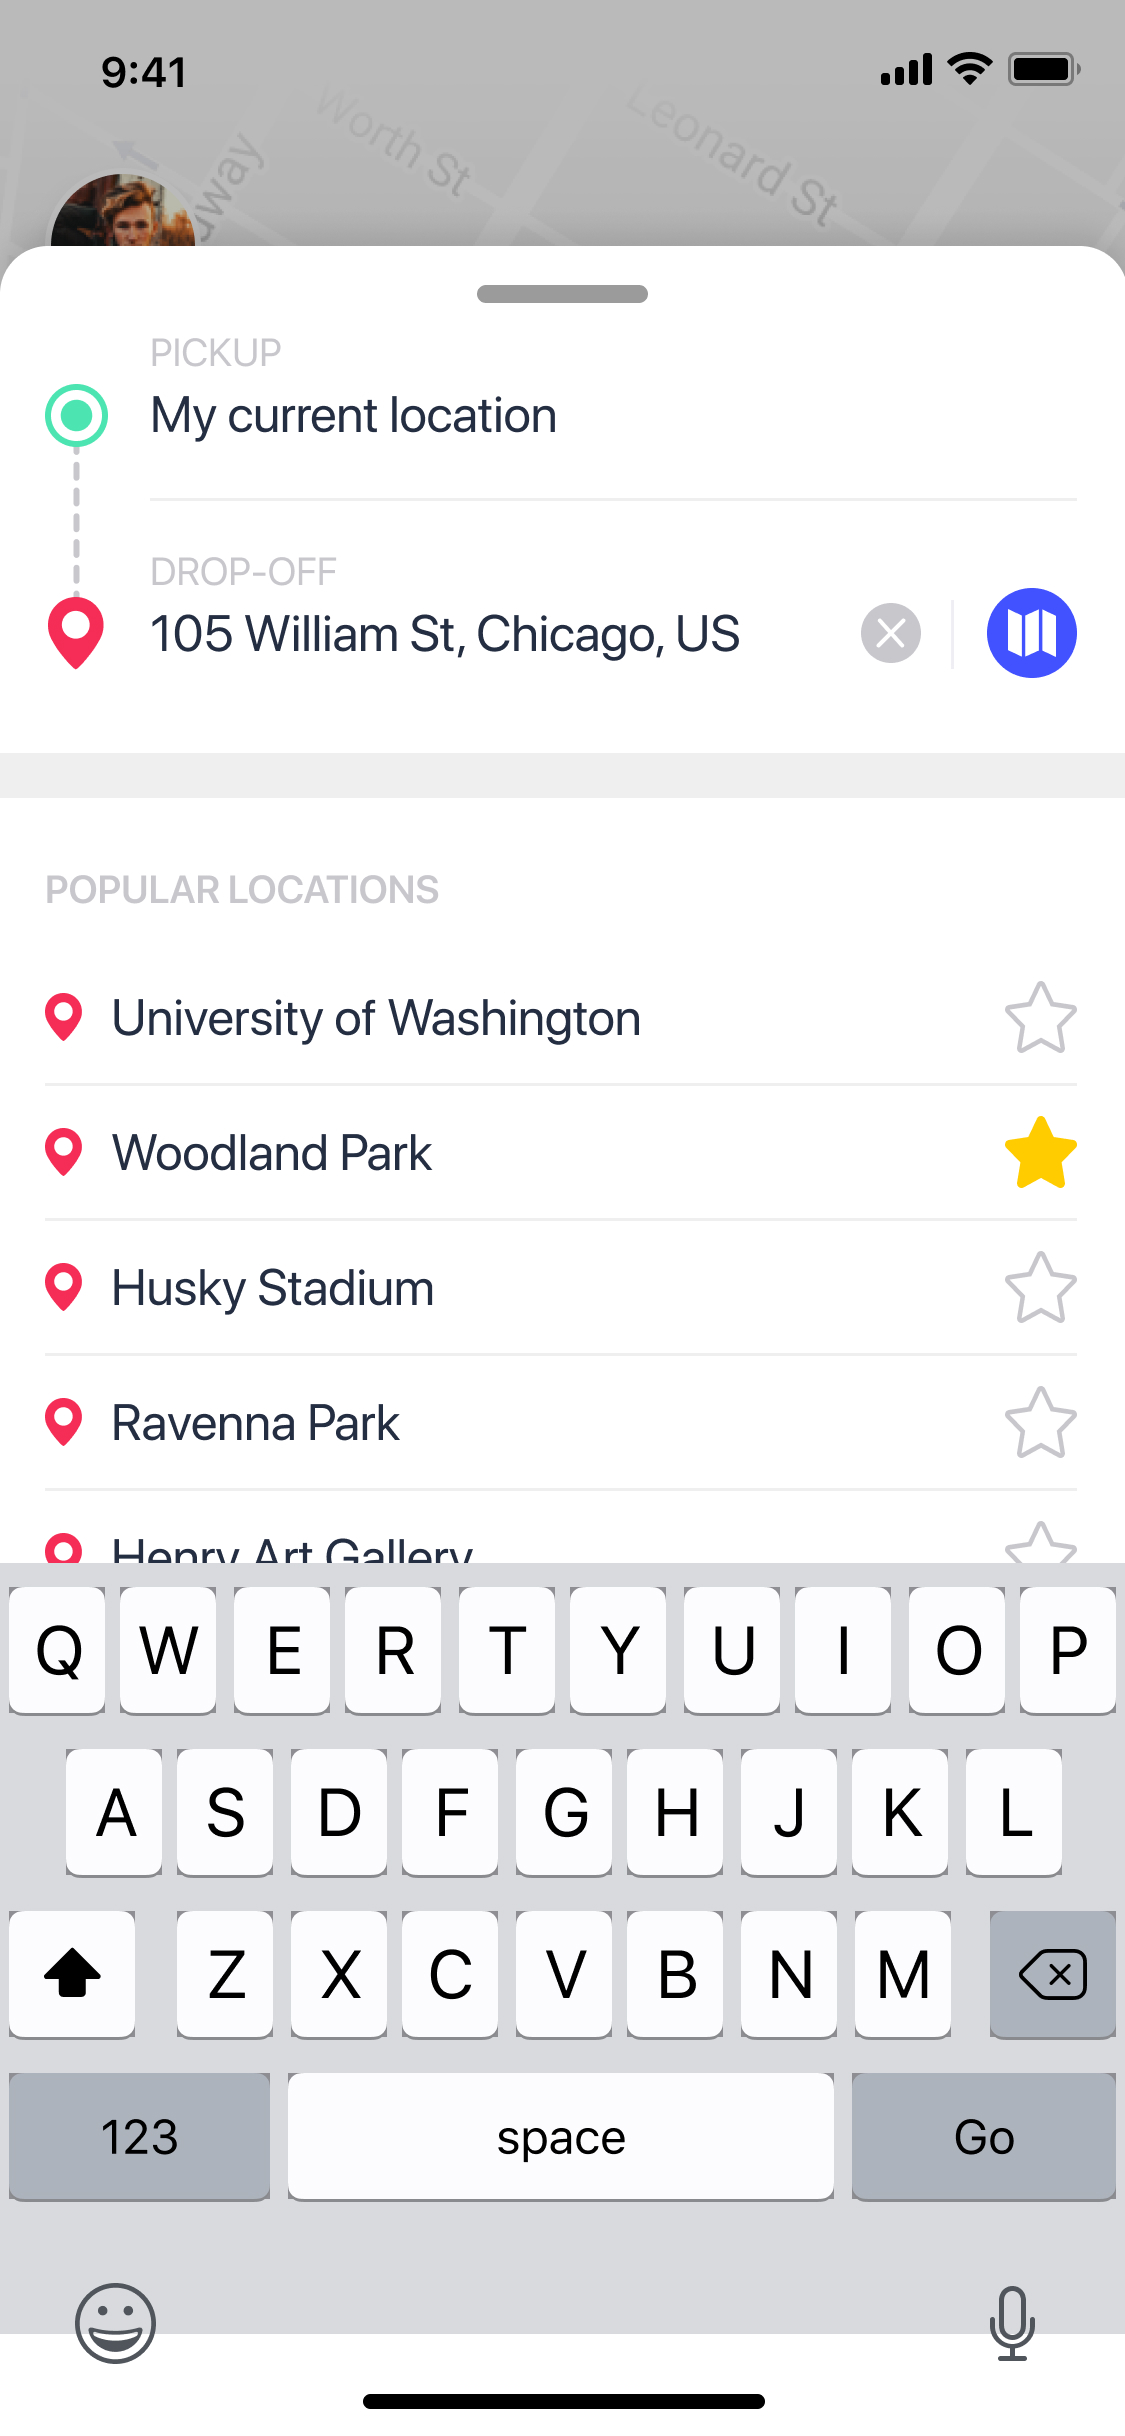 9:41
Worth St
Leonard St
PICKUP
My current location
DROP-OFF
105 William St, Chicago, US
POPULAR LOCATIONS
University of Washington
Woodland Park
Husky Stadium
Ravenna Park
Henry Art Gallery
Q W E R T Y U I O P
A S D F G H J K L
Z X C V B N M
123 space Go